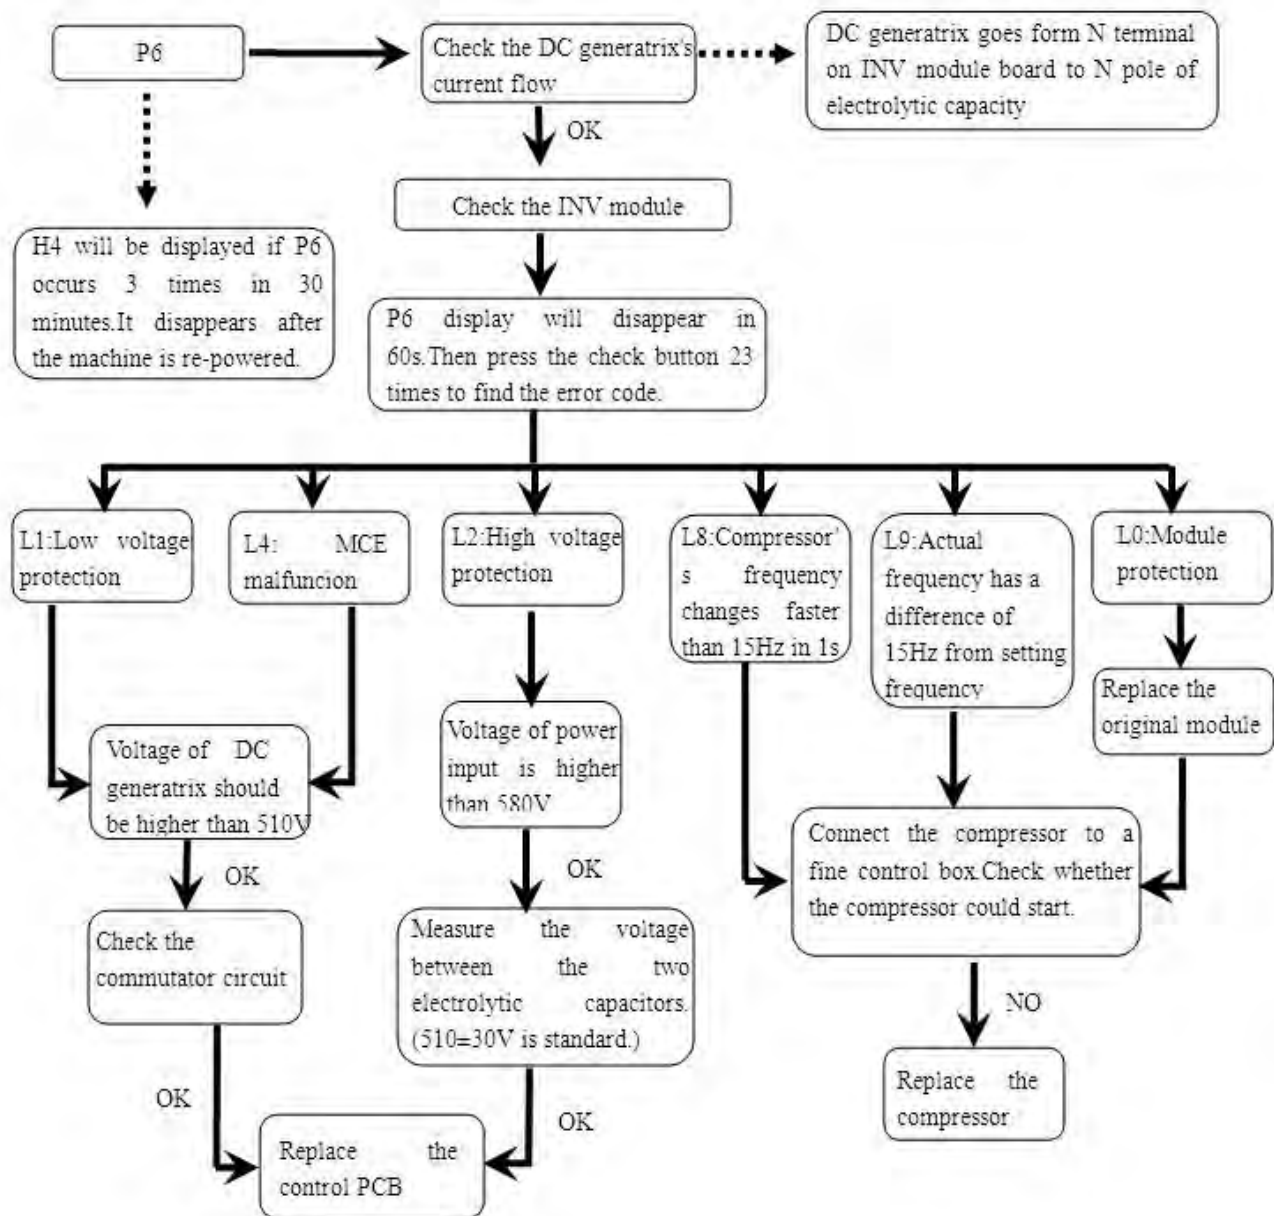 P6
Check the DC generatrix's
current flow
DC generatrix goes form N terminal
on INV module board to N pole of
electrolytic capacity
OK
Check the INV module
H4 will be displayed if P6
occurs 3 times in 30
minutes.It disappears after
the machine is re-powered.
P6 display will disappear in
60s.Then press the check button 23
times to find the error code.
L1:Low voltage
protection
L4: MCE
malfuncion
L2:High voltage
protection
L8:Compressor'
s frequency
changes faster
than 15Hz in 1s
L9:Actual
frequency has a
difference of
15Hz from setting
frequency
L0:Module
protection
Replace the
original module
Voltage of DC
generatrix should
be higher than 510V
Voltage of power
input is higher
than 580V
Connect the compressor to a
fine control box.Check whether
the compressor could start.
OK
OK
Check the
commutator circuit
Measure the voltage
between the two
electrolytic capacitors.
(510±30V is standard.)
NO
Replace the
compressor
OK
OK
Replace the
control PCB